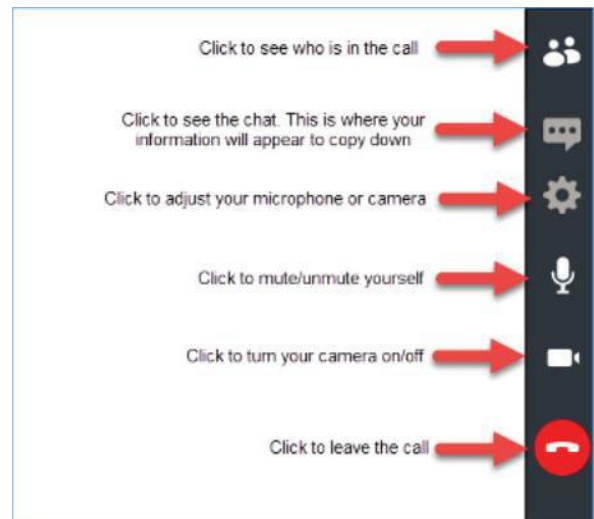 Click to see who is in the call
Click to see the chat. This is where your
information will appear to copy down
Click to adjust your microphone or camera
Click to mute/unmute yourself
Click to turn your camera on/off
Click to leave the call